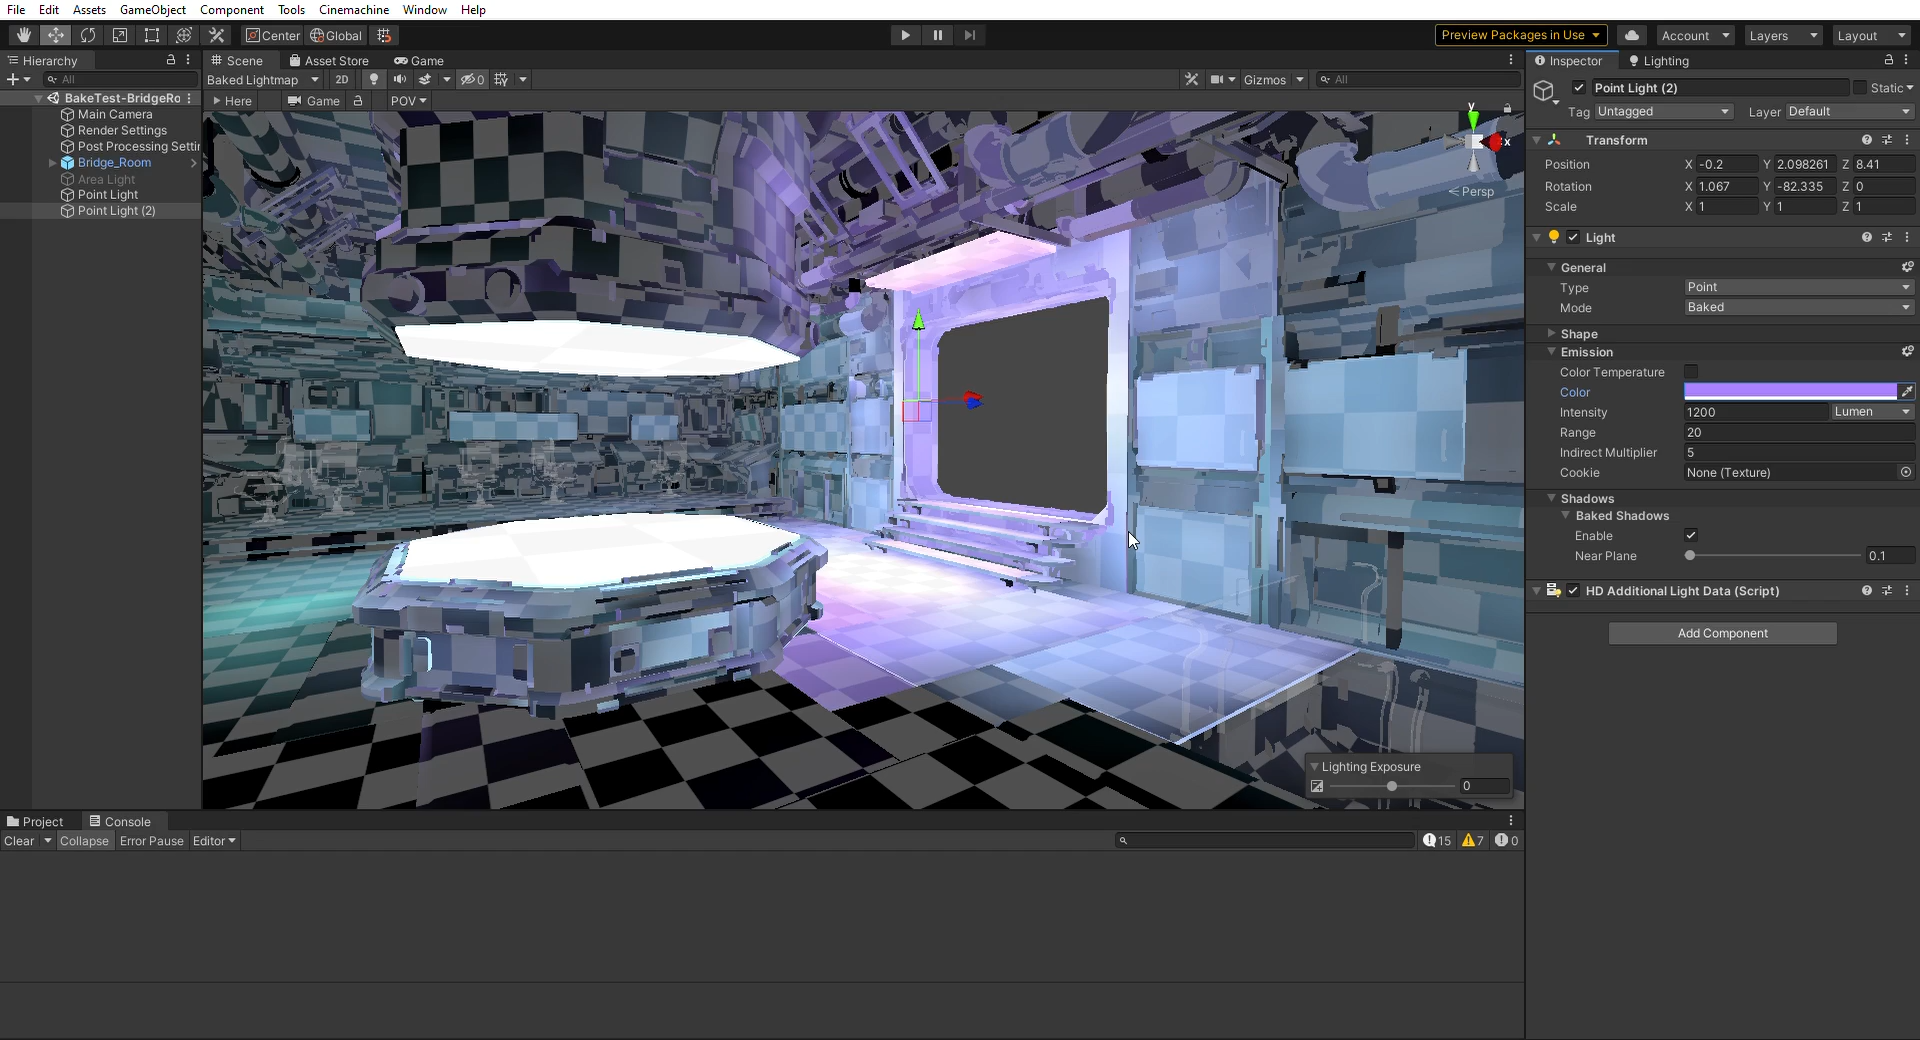 File Edit Assets GameObject Component Tools Cinemachine Window Help
Center Global Preview Packages in Use Account Layers Layout
Hierarchy Scene Asset Store Game Inspector Lighting
All Baked Lightmap 2D 0 Gizmos All
Here Game POV
BakeTest-BridgeRo
Main Camera
Render Settings
Post Processing Settin
Bridge_Room
Area Light
Point Light
Point Light (2)
y
x
Persp
Lighting Exposure
0
Point Light (2) Static
Tag Untagged Layer Default
Transform
Position X -0.2 Y 2.098261 Z 8.41
Rotation X 1.067 Y -82.335 Z 0
Scale X 1 Y 1 Z 1
Light
General
Type Point
Mode Baked
Shape
Emission
Color Temperature
Color
Intensity 1200 Lumen
Range 20
Indirect Multiplier 5
Cookie None (Texture)
Shadows
Baked Shadows
Enable
Near Plane 0.1
HD Additional Light Data (Script)
Add Component
Project Console
Clear Collapse Error Pause Editor 15 7 0